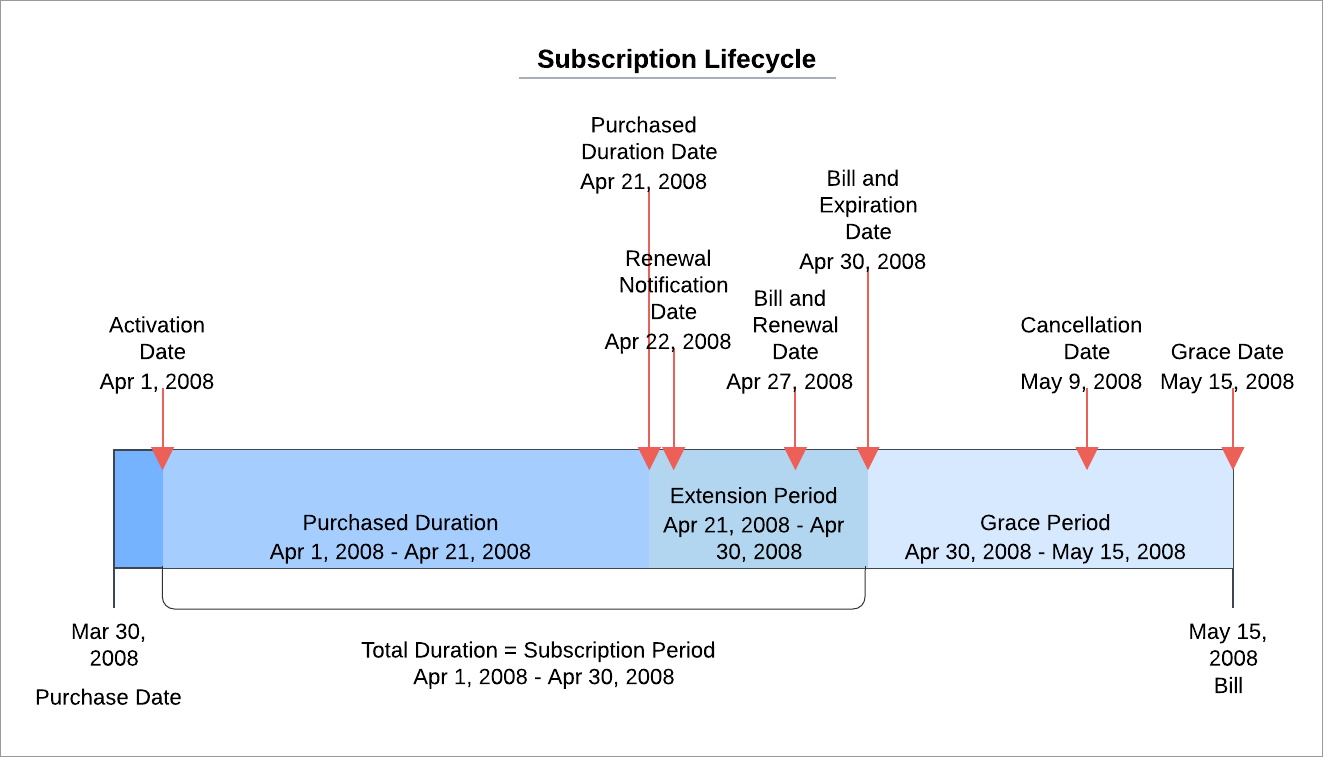 Subscription Lifecycle
Purchased
Duration Date
Apr 21, 2008
Bill and
Expiration
Date
Apr 30, 2008
Renewal
Notification
Date
Apr 22, 2008
Bill and
Renewal
Date
Apr 27, 2008
Activation
Date
Apr 1, 2008
Cancellation
Date
May 9, 2008
Grace Date
May 15, 2008
Purchased Duration
Apr 1, 2008 - Apr 21, 2008
Extension Period
Apr 21, 2008 - Apr
30, 2008
Grace Period
Apr 30, 2008 - May 15, 2008
Mar 30,
2008
Purchase Date
Total Duration = Subscription Period
Apr 1, 2008 - Apr 30, 2008
May 15,
2008
Bill